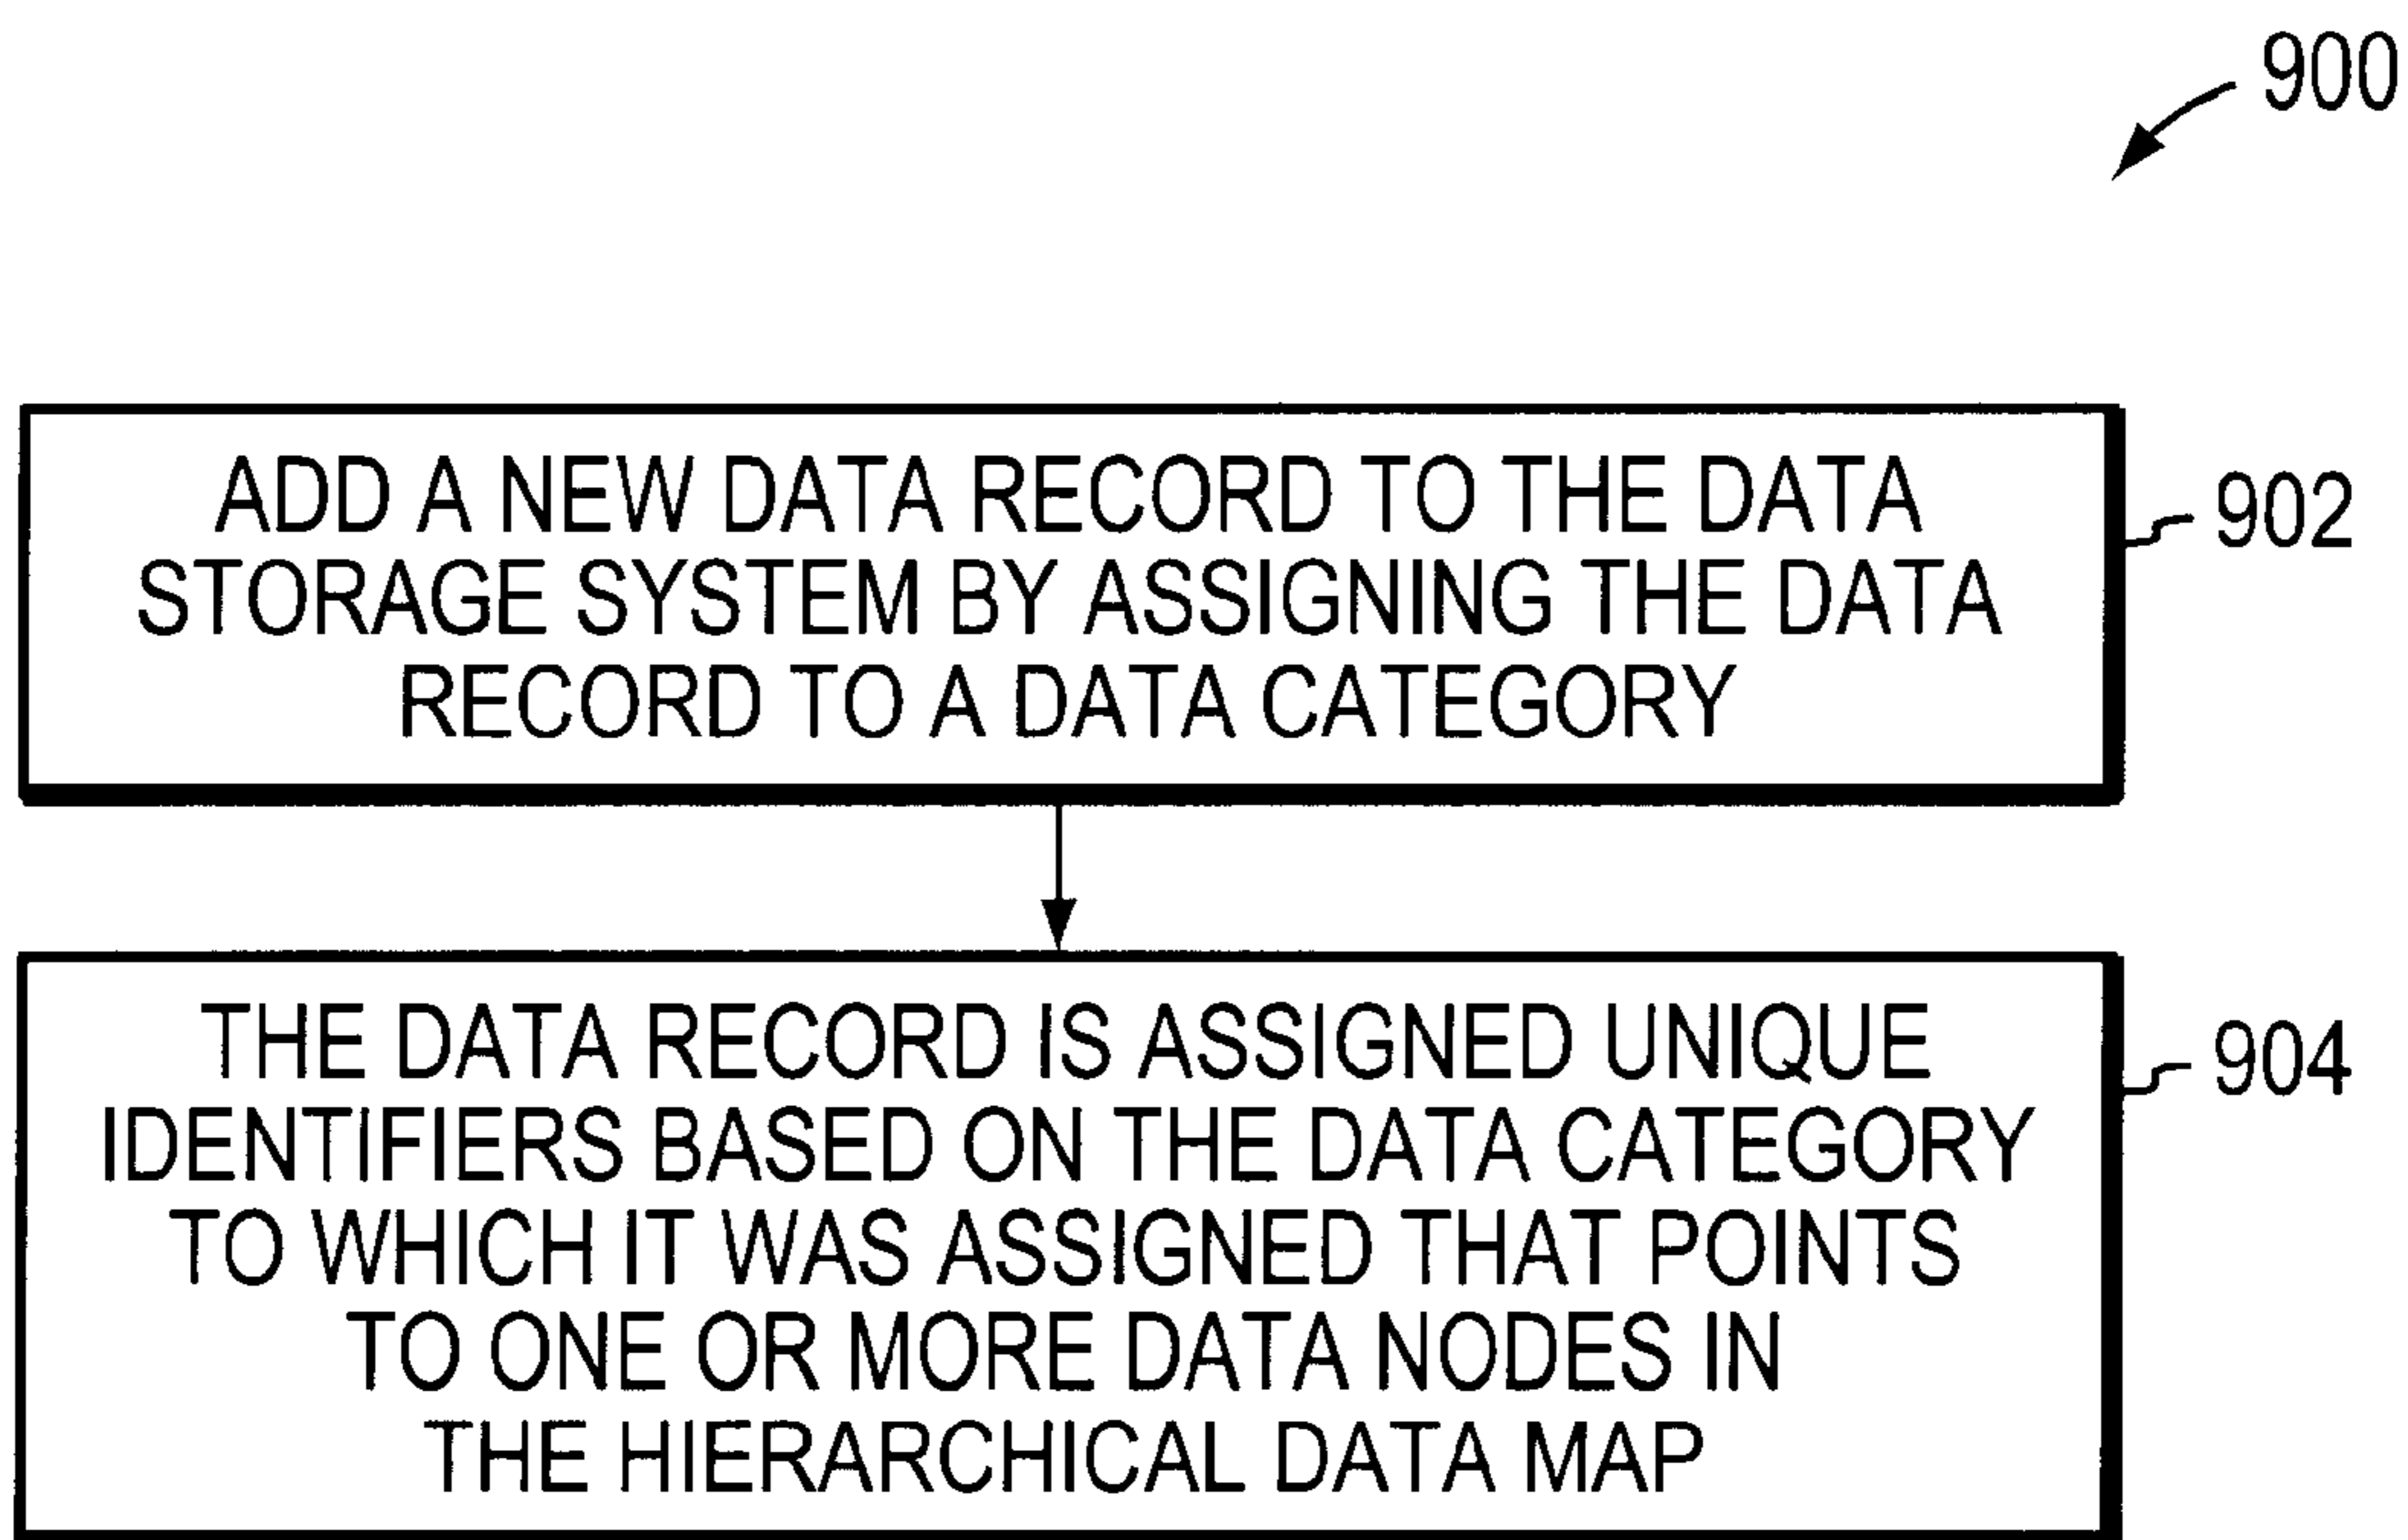 900
ADD A NEW DATA RECORD TO THE DATA
STORAGE SYSTEM BY ASSIGNING THE DATA
RECORD TO A DATA CATEGORY
902
THE DATA RECORD IS ASSIGNED UNIQUE
IDENTIFIERS BASED ON THE DATA CATEGORY
TO WHICH IT WAS ASSIGNED THAT POINTS
TO ONE OR MORE DATA NODES IN
THE HIERARCHICAL DATA MAP
904